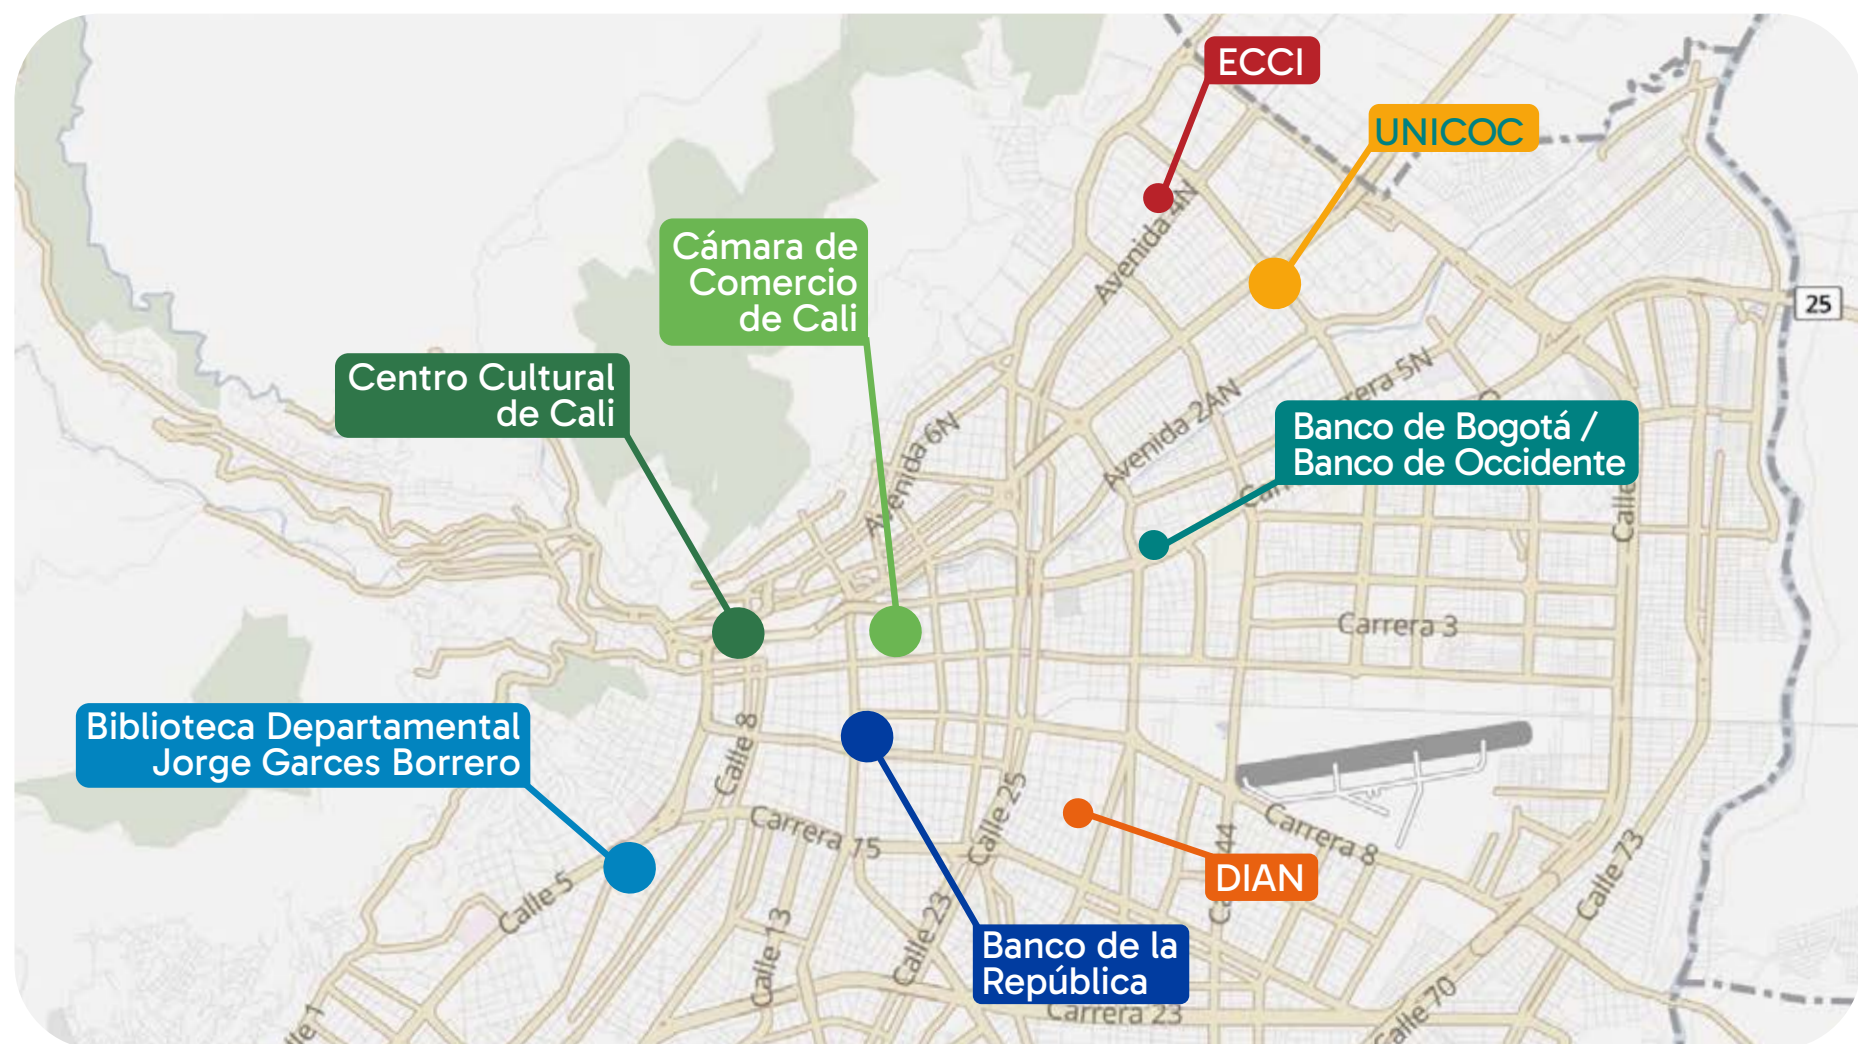 ECCI
UNICOC
Avenida 4N
Cámara de
Comercio
de Cali
25
Centro Cultural
de Cali
Avenida 6N
Avenida 2AN
rera 5N
Banco de Bogotá /
Banco de Occidente
Calle
Carrera 3
Biblioteca Departamental
Jorge Garces Borrero
Calle 8
Calle 25
Carrera 15
Carrera 8
44
DIAN
Calle 73
Calle 5
Calle 13
Calle 23
Banco de la
República
Carrera 23
Calle 70
lle 1